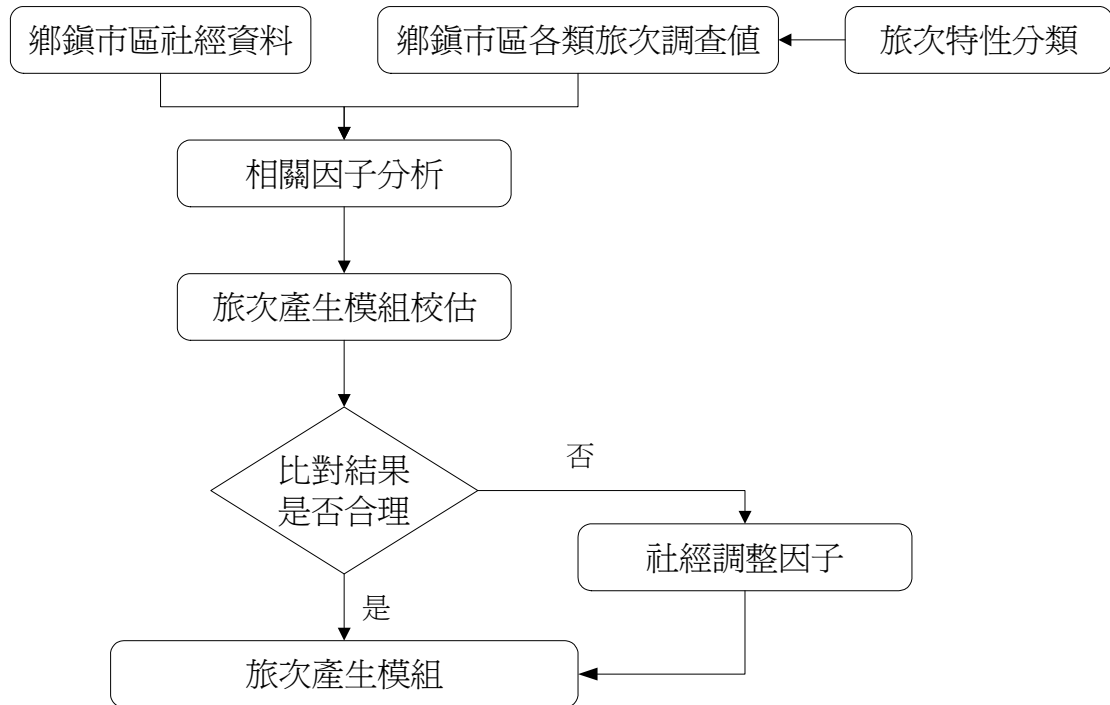 鄉鎮市區社經資料
鄉鎮市區各類旅次調查值
旅次特性分類
相關因子分析
旅次產生模組校估
比對結果
是否合理
否
社經調整因子
是
旅次產生模組